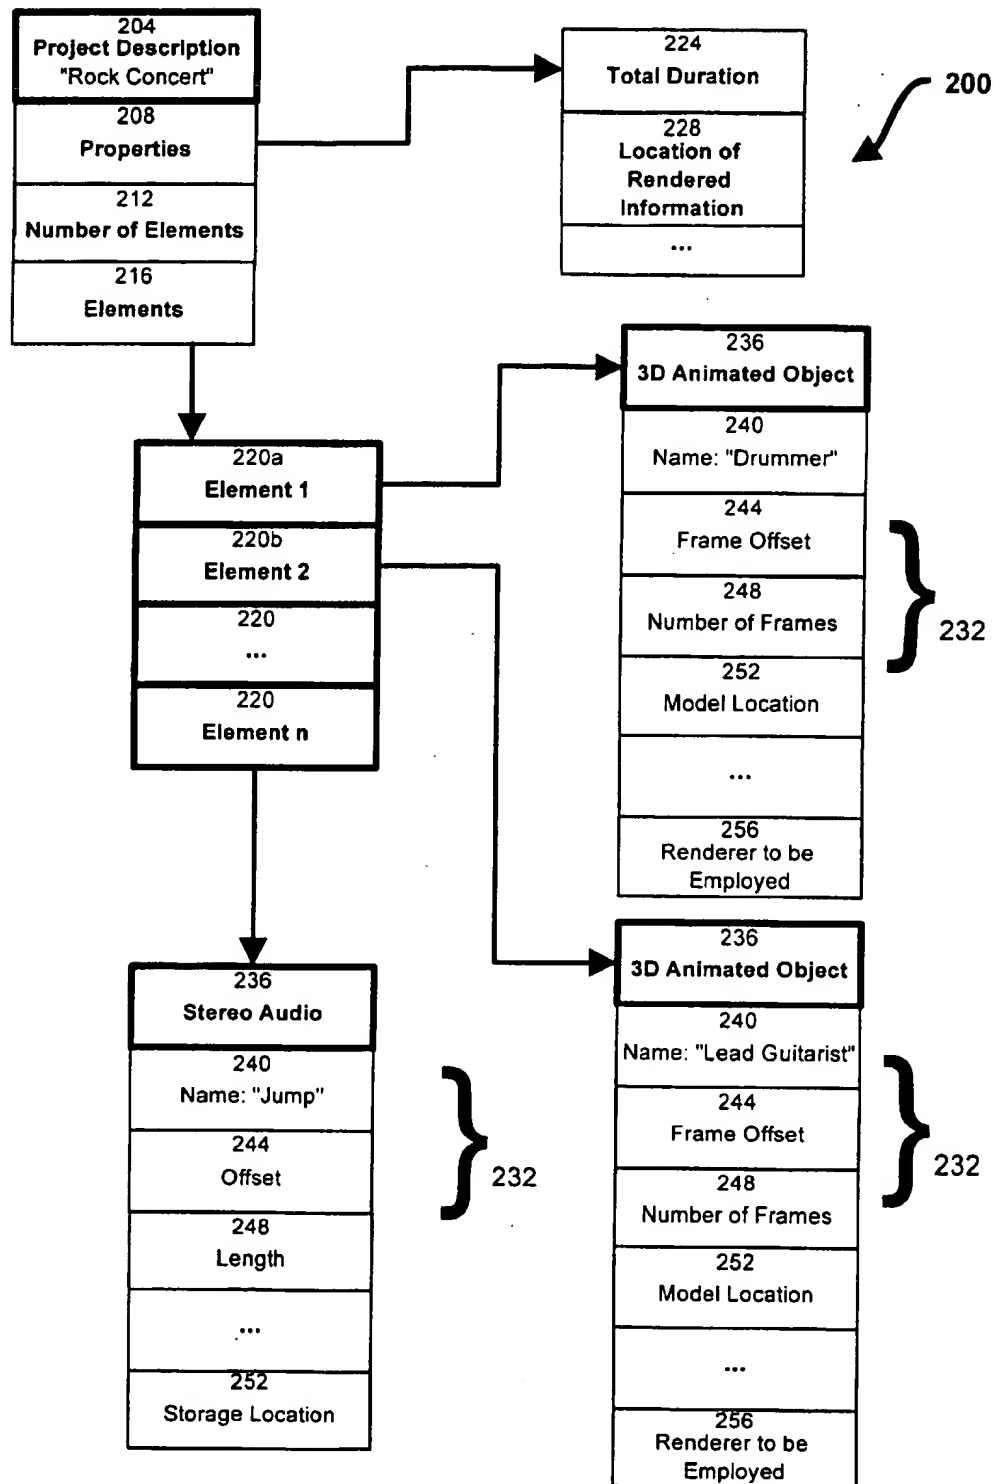 204
Project Description
"Rock Concert"
208
Properties
212
Number of Elements
216
Elements
224
Total Duration
228
Location of
Rendered
Information
...
200
220a
Element 1
220b
Element 2
220
...
220
Element n
236
3D Animated Object
240
Name: "Drummer"
244
Frame Offset
248
Number of Frames
252
Model Location
...
256
Renderer to be
Employed
232
236
Stereo Audio
240
Name: "Jump"
244
Offset
248
Length
...
252
Storage Location
232
236
3D Animated Object
240
Name: "Lead Guitarist"
244
Frame Offset
248
Number of Frames
252
Model Location
...
256
Renderer to be
Employed
232